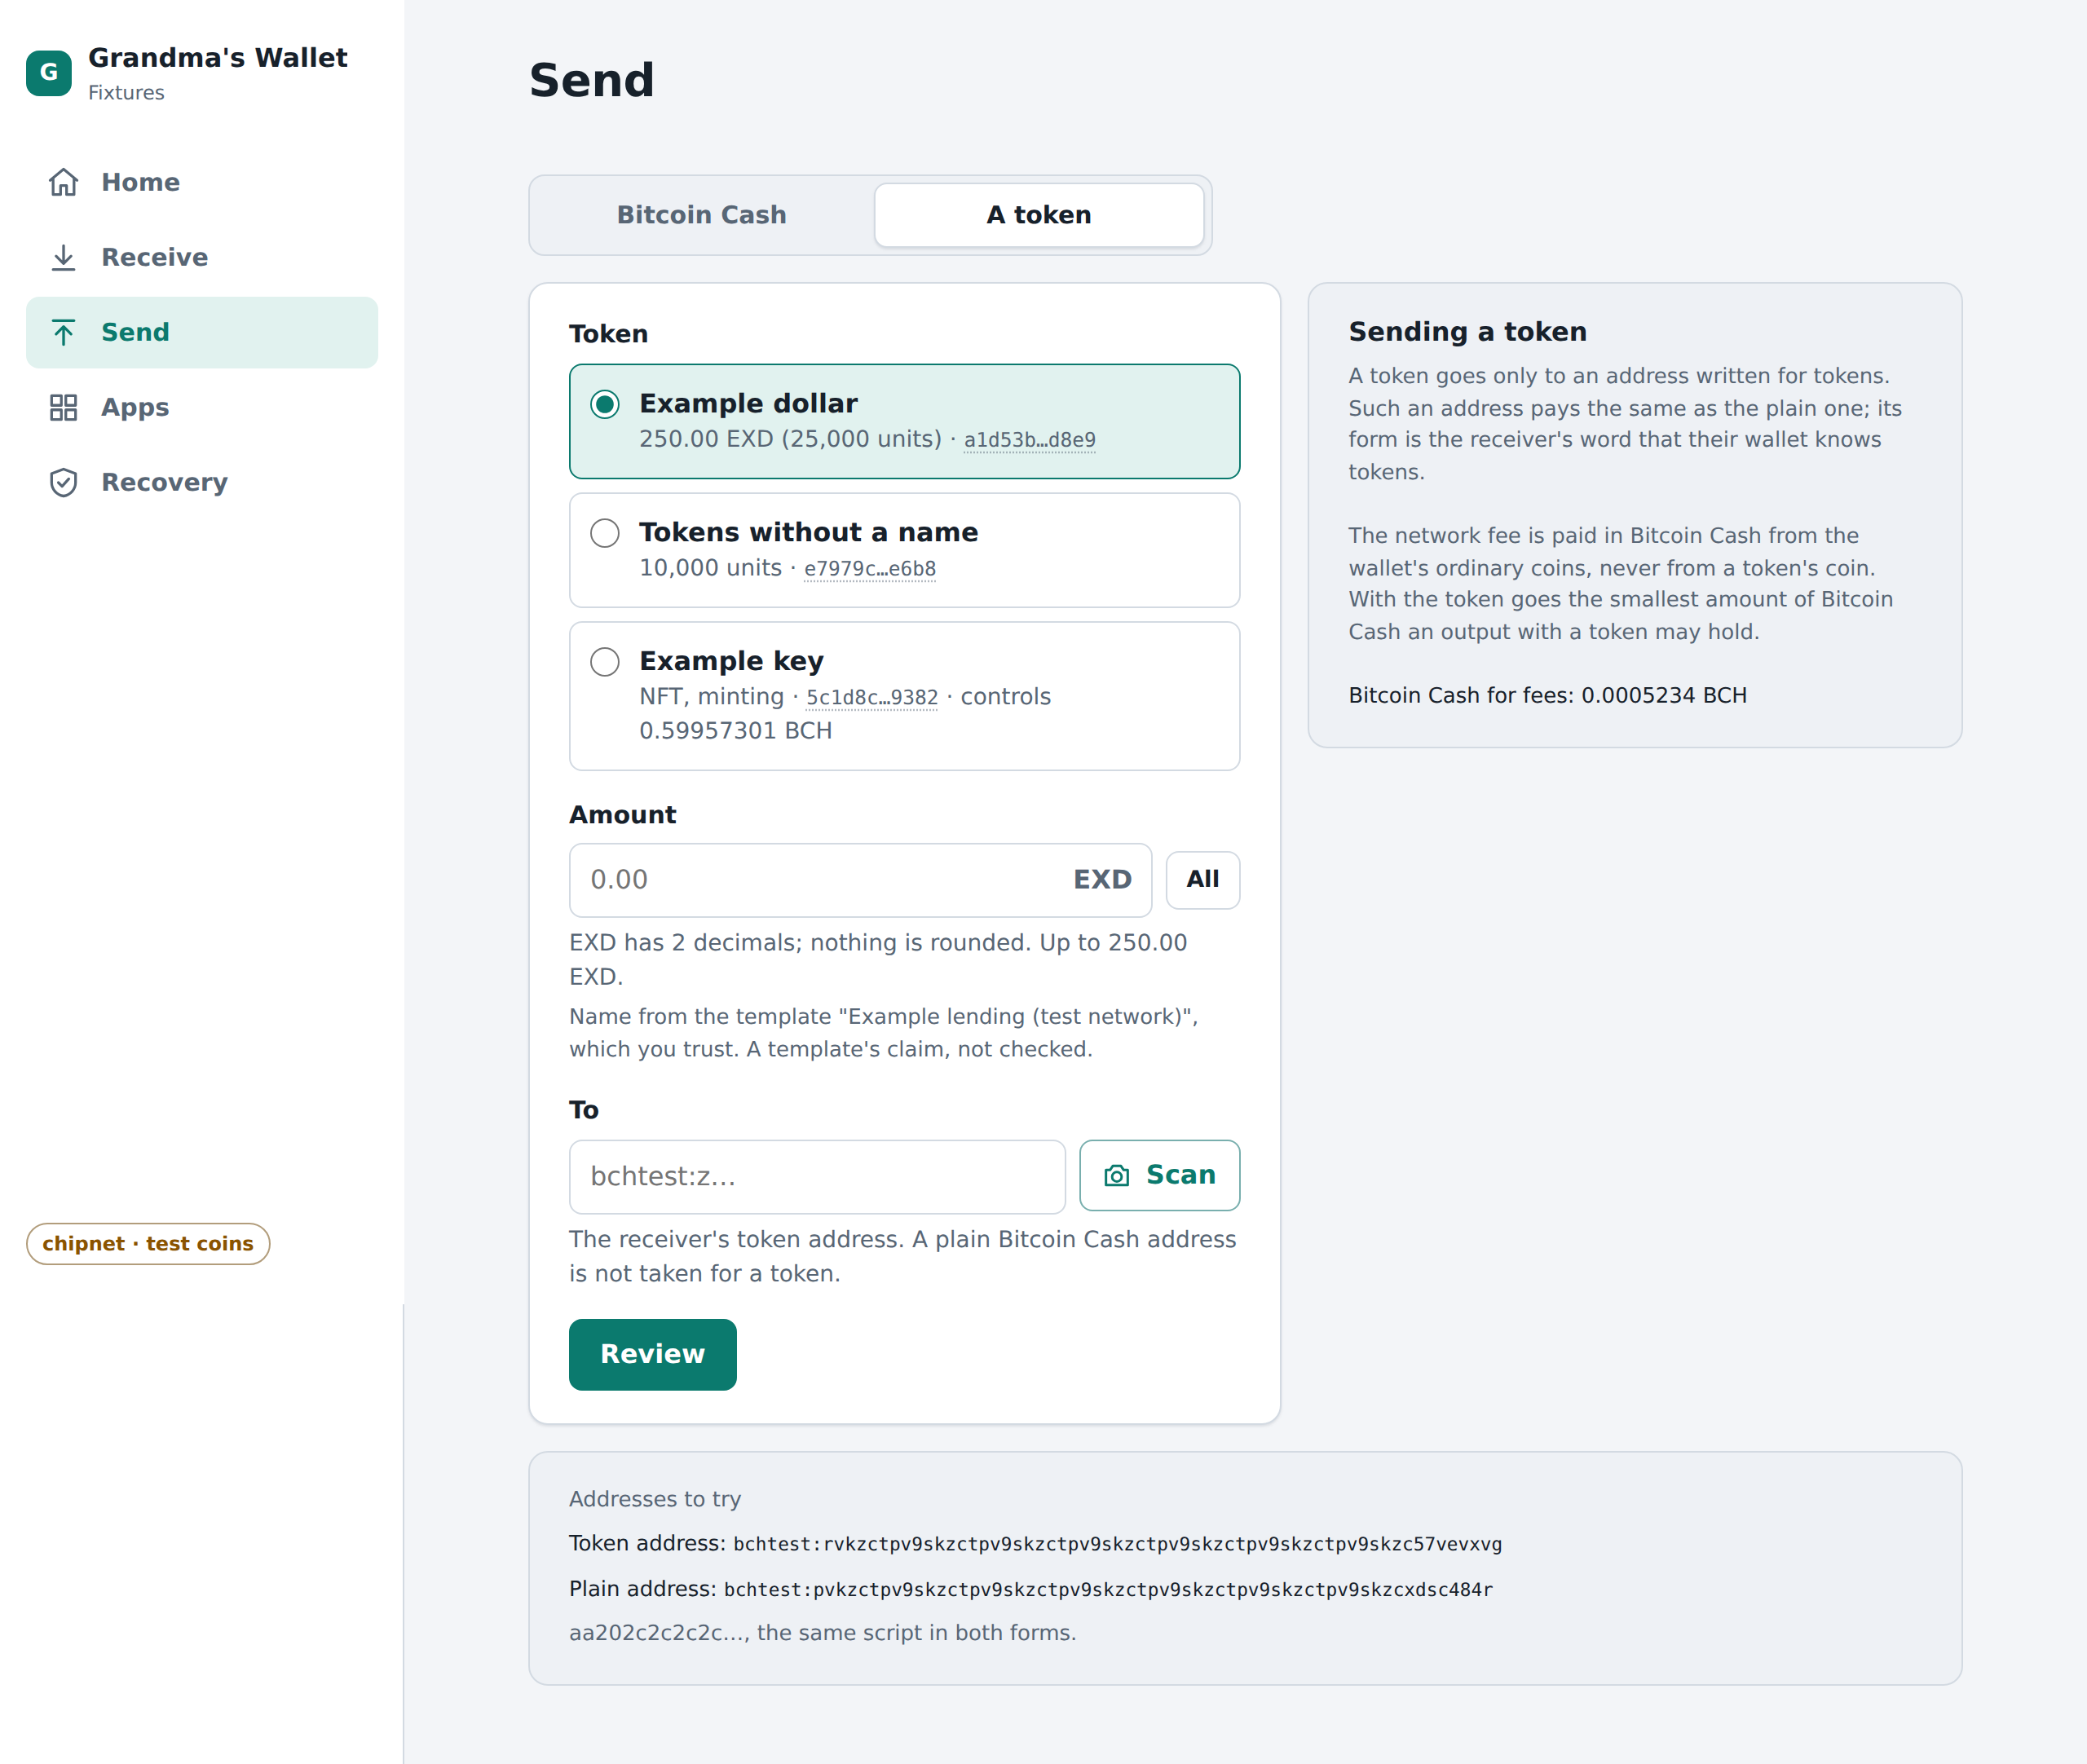 G
Grandma's Wallet
Fixtures
Home
Receive
Send
Apps
Recovery
chipnet · test coins
Send
Bitcoin Cash
A token
Token
Example dollar
250.00 EXD (25,000 units) · a1d53b…d8e9
Tokens without a name
10,000 units · e7979c…e6b8
Example key
NFT, minting · 5c1d8c…9382 · controls
0.59957301 BCH
Amount
0.00 EXD
All
EXD has 2 decimals; nothing is rounded. Up to 250.00
EXD.
Name from the template "Example lending (test network)",
which you trust. A template's claim, not checked.
To
bchtest:z…
Scan
The receiver's token address. A plain Bitcoin Cash address
is not taken for a token.
Review
Sending a token
A token goes only to an address written for tokens.
Such an address pays the same as the plain one; its
form is the receiver's word that their wallet knows
tokens.
The network fee is paid in Bitcoin Cash from the
wallet's ordinary coins, never from a token's coin.
With the token goes the smallest amount of Bitcoin
Cash an output with a token may hold.
Bitcoin Cash for fees: 0.0005234 BCH
Addresses to try
Token address: bchtest:rvkzctpv9skzctpv9skzctpv9skzctpv9skzctpv9skzctpv9skzc57vevxvg
Plain address: bchtest:pvkzctpv9skzctpv9skzctpv9skzctpv9skzctpv9skzctpv9skzcxdsc484r
aa202c2c2c2c…, the same script in both forms.